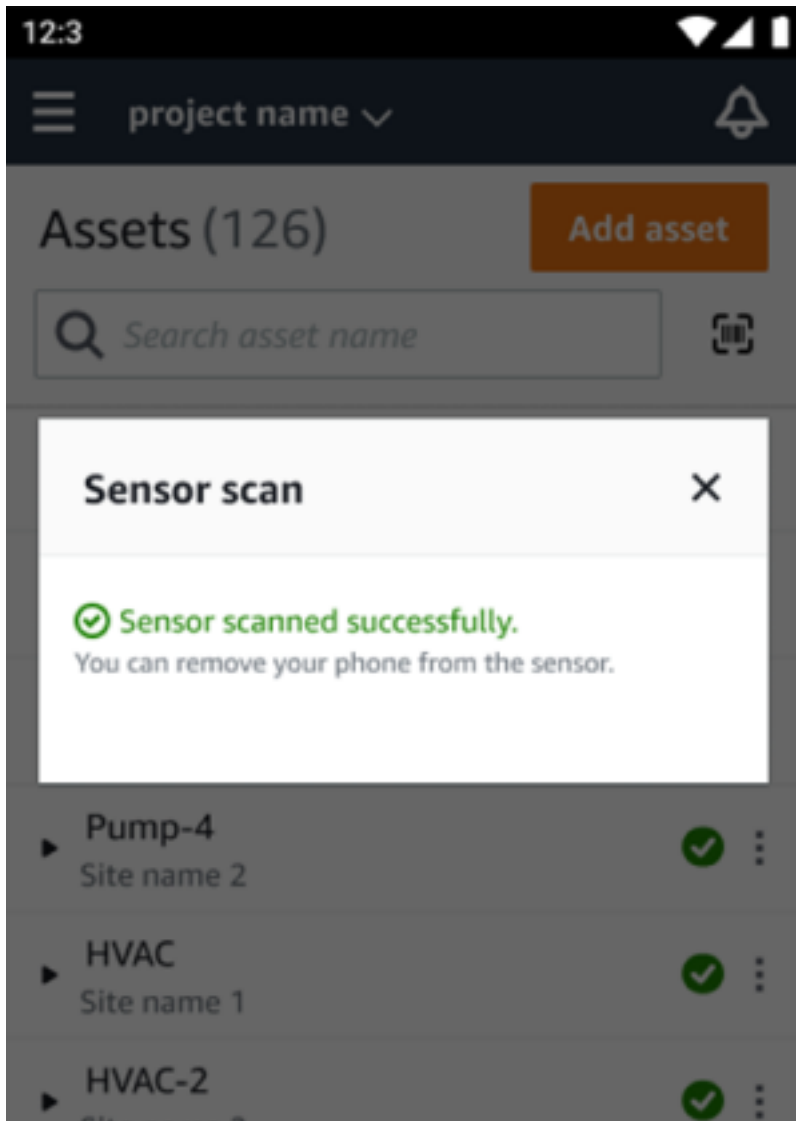 12:3
project name
Assets (126)
Add asset
Search asset name
Sensor scan
Sensor scanned successfully.
You can remove your phone from the sensor.
Pump-4
Site name 2
HVAC
Site name 1
HVAC-2